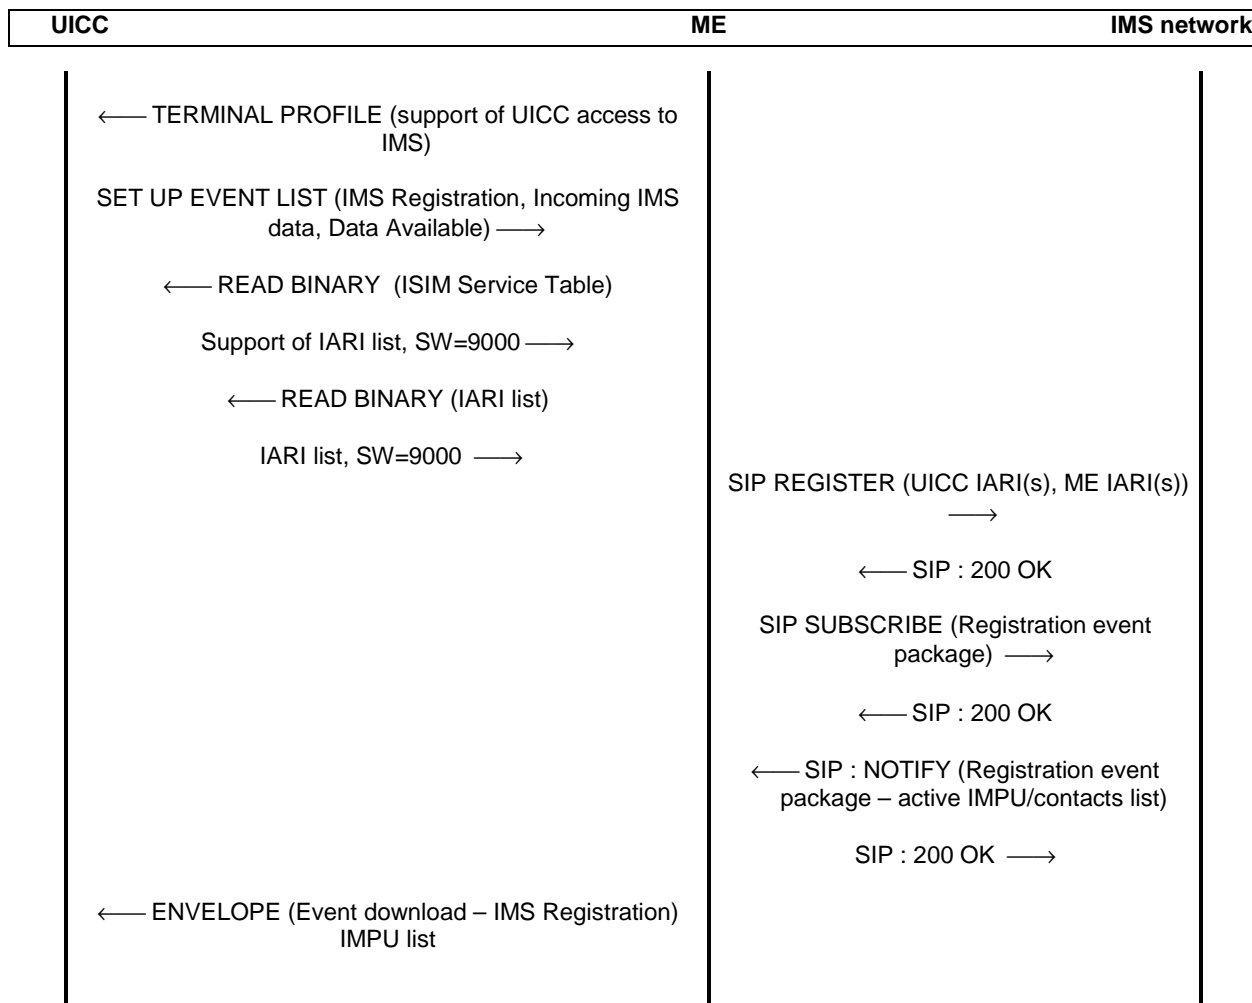 UICC ME IMS network
⟵ TERMINAL PROFILE (support of UICC access to
IMS)
SET UP EVENT LIST (IMS Registration, Incoming IMS
data, Data Available) ⟶
⟵ READ BINARY (ISIM Service Table)
Support of IARI list, SW=9000 ⟶
⟵ READ BINARY (IARI list)
IARI list, SW=9000 ⟶
SIP REGISTER (UICC IARI(s), ME IARI(s))
⟶
⟵ SIP : 200 OK
SIP SUBSCRIBE (Registration event
package) ⟶
⟵ SIP : 200 OK
⟵ SIP : NOTIFY (Registration event
package – active IMPU/contacts list)
SIP : 200 OK ⟶
⟵ ENVELOPE (Event download – IMS Registration)
IMPU list